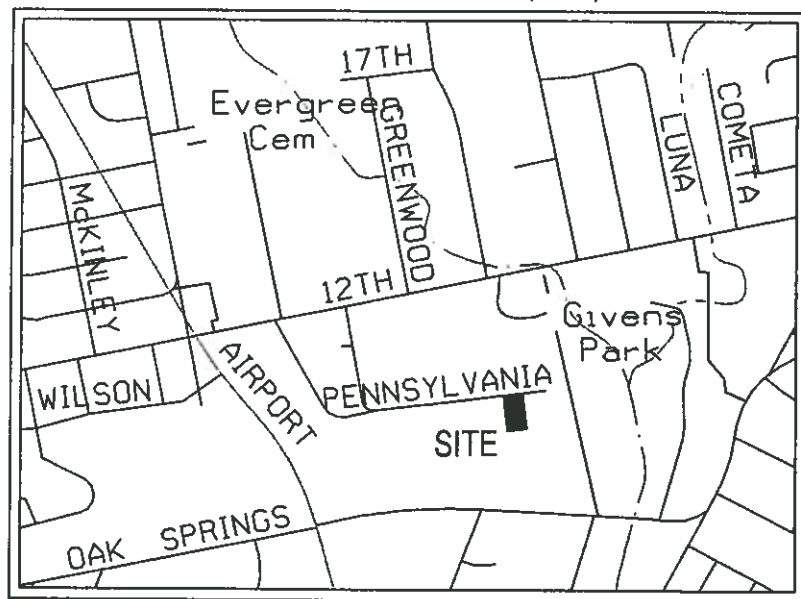 17TH
Evergreen
Cem
GREENWOOD
LUNA
COMETA
McKINLEY
12TH
Givens
Park
AIRPORT
WILSON
PENNSYLVANIA
SITE
OAK SPRINGS